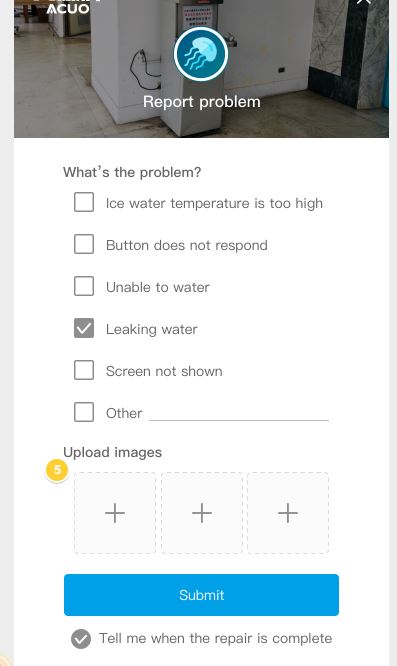 ACUO
Report problem
What's the problem?
Ice water temperature is too high
Button does not respond
Unable to water
Leaking water
Screen not shown
Other
Upload images
5
Submit
Tell me when the repair is complete